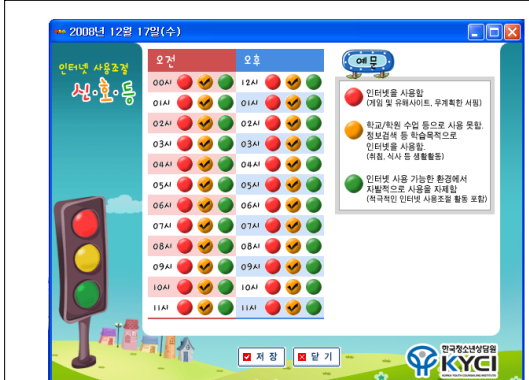 2008년 12월 17일(수)
인터넷 사용조절
신·호·등
오전 오후
00시 12시
01시 01시
02시 02시
03시 03시
04시 04시
05시 05시
06시 06시
07시 07시
08시 08시
09시 09시
10시 10시
11시 11시
예문
인터넷을 사용함
(게임 및 유해사이트, 무계획한 서핑)
학교/학원 수업 등으로 사용 못함.
정보검색 등 학습목적으로
인터넷을 사용함.
(취침, 식사 등 생활활동)
인터넷 사용 가능한 환경에서
자발적으로 사용을 자제함
(적극적인 인터넷 사용조절 활동 포함)
저 장 닫 기
한국청소년상담원
KYCI